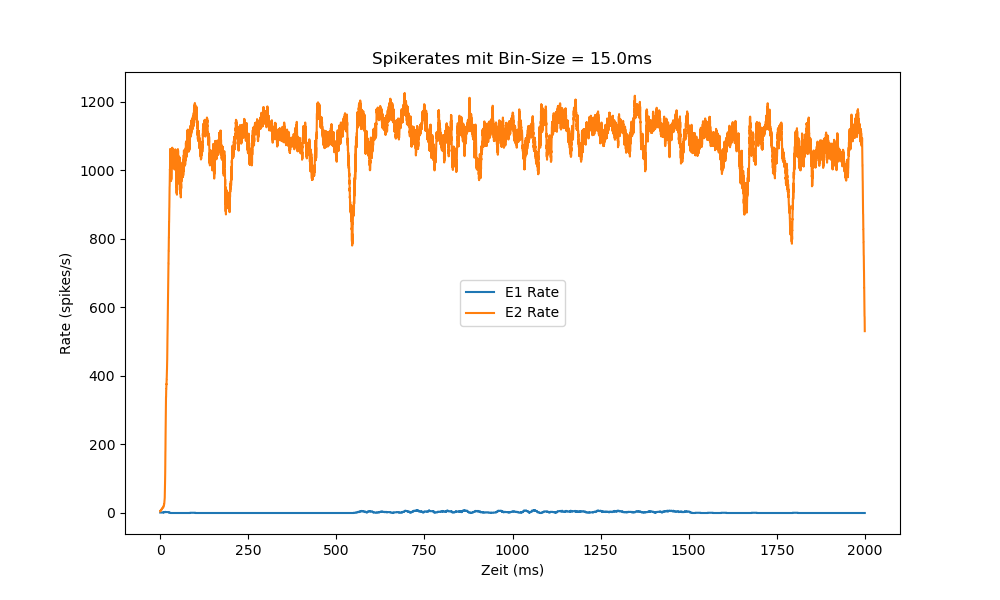 Spikerates mit Bin-Size = 15.0ms
Rate (spikes/s)
1200
1000
800
600
400
200
0
E1 Rate
E2 Rate
0 250 500 750 1000 1250 1500 1750 2000
Zeit (ms)